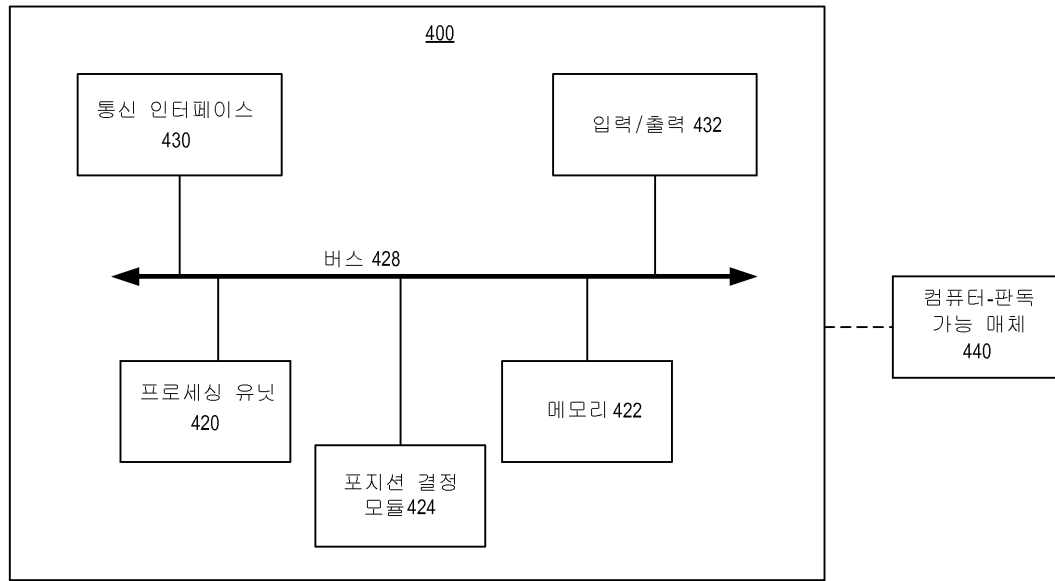 400
통신 인터페이스
430
입력/출력 432
버스 428
컴퓨터-판독
가능 매체
440
프로세싱 유닛
420
메모리 422
포지션 결정
모듈424